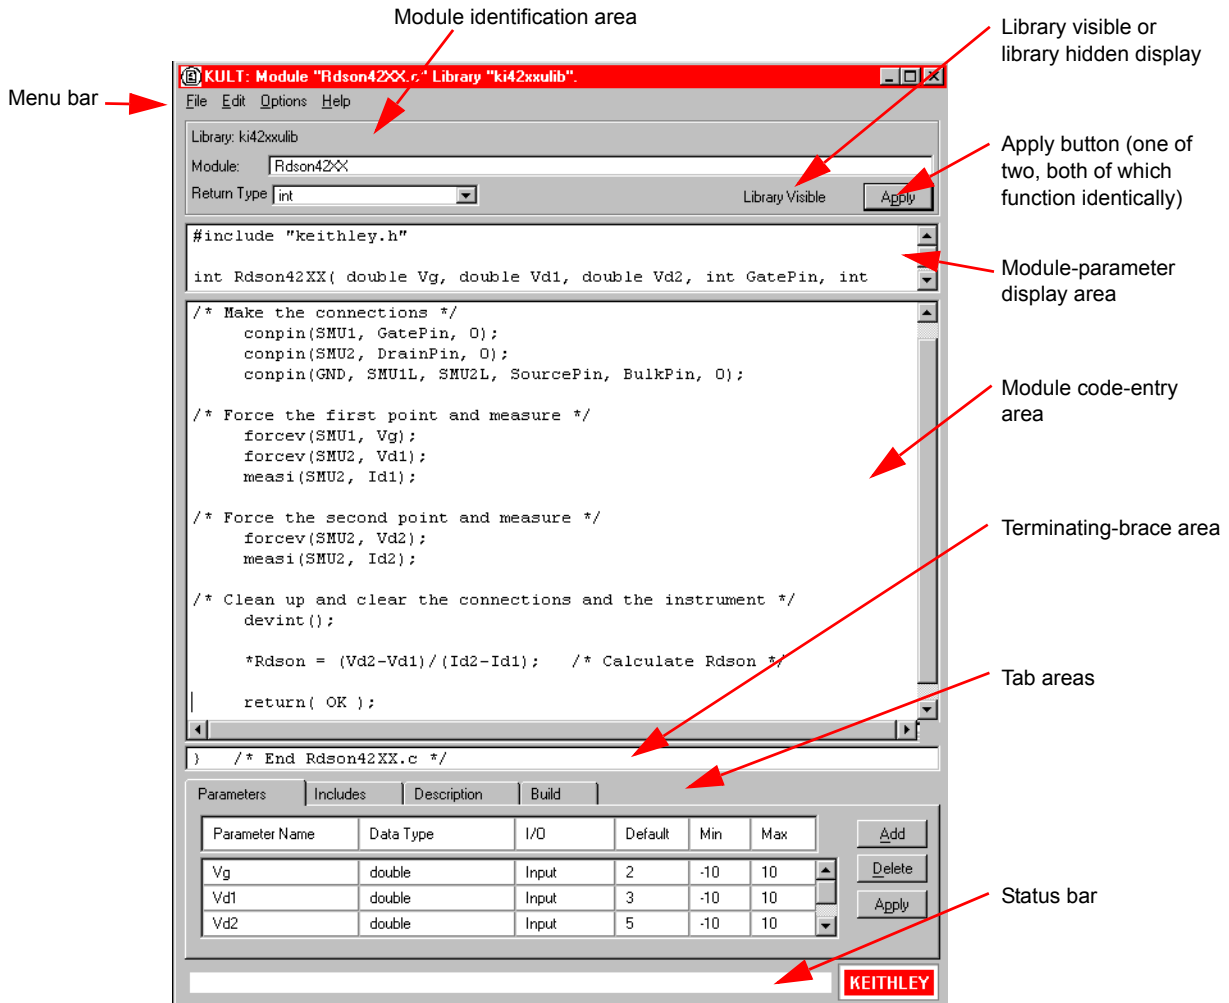 Module identification area
Library visible or
library hidden display
Menu bar
KULT: Module "Rdson42XX.c" Library "ki42xxulib".
File Edit Options Help
Library: ki42xxulib
Module: Rdson42XX
Return Type int
Library Visible
Apply
Apply button (one of
two, both of which
function identically)
#include "keithley.h"
int Rdson42XX( double Vg, double Vd1, double Vd2, int GatePin, int
Module-parameter
display area
/* Make the connections */
conpin(SMU1, GatePin, 0);
conpin(SMU2, DrainPin, 0);
conpin(GND, SMU1L, SMU2L, SourcePin, BulkPin, 0);
/* Force the first point and measure */
forcev(SMU1, Vg);
forcev(SMU2, Vd1);
measi(SMU2, Id1);
Module code-entry
area
/* Force the second point and measure */
forcev(SMU2, Vd2);
measi(SMU2, Id2);
Terminating-brace area
/* Clean up and clear the connections and the instrument */
devint();
*Rdson = (Vd2-Vd1)/(Id2-Id1); /* Calculate Rdson */
return( OK );
Tab areas
} /* End Rdson42XX.c */
Parameters Includes Description Build
Parameter Name Data Type I/O Default Min Max
Vg double Input 2 -10 10
Vd1 double Input 3 -10 10
Vd2 double Input 5 -10 10
Add
Delete
Apply
Status bar
KEITHLEY